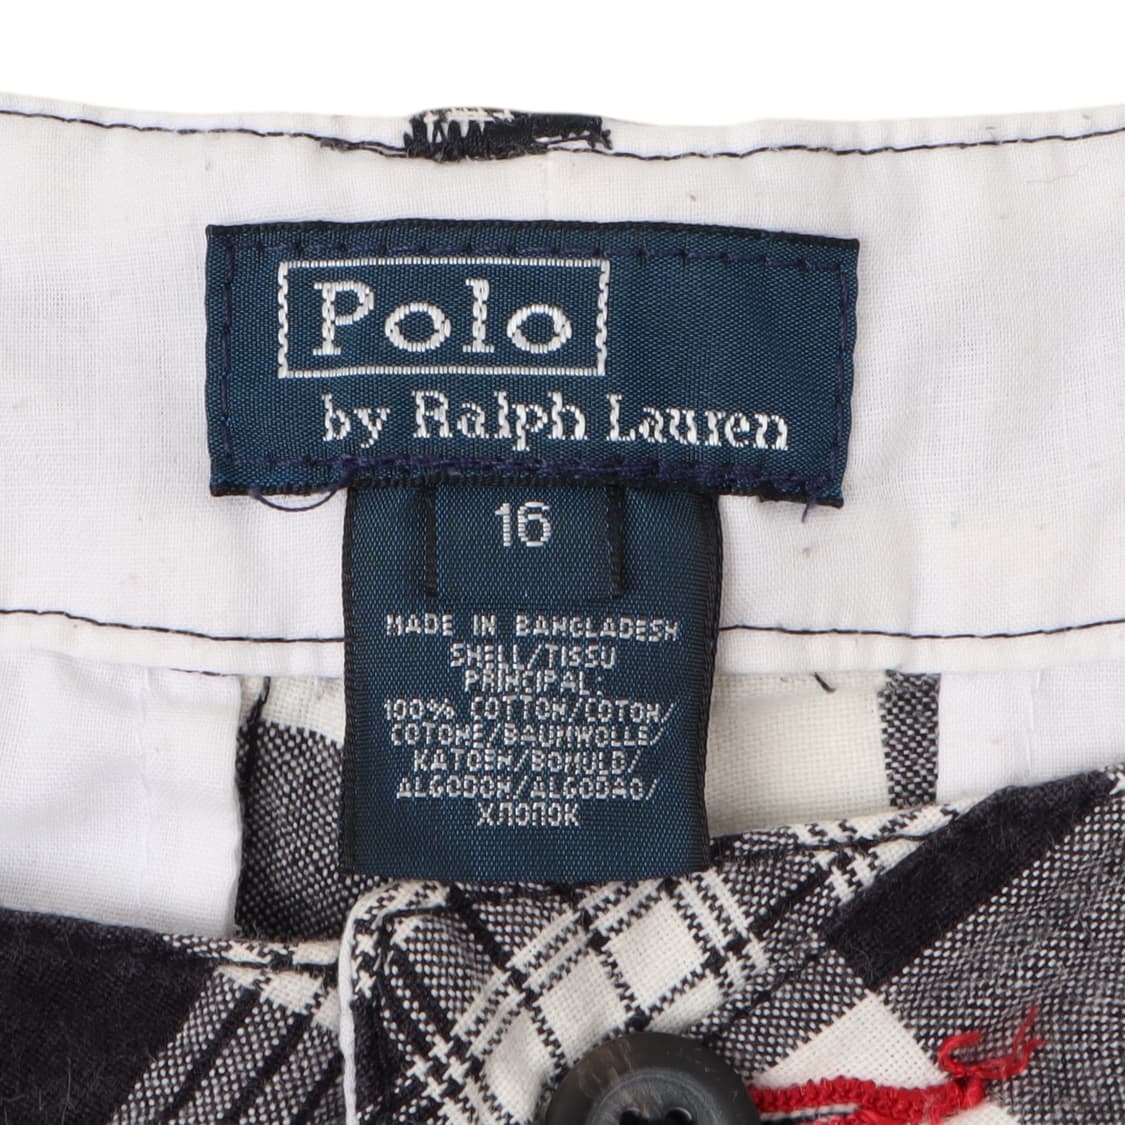 Polo
by Ralph Lauren
16
MADE IN BANGLADESH
SHELL/TISSU
PRINCIPAL:
100% COTTON/COTON/
COTONE/BAUMWOLLE/
KATOEN/BOMULD/
ALGODON/ALGODAO/
ХЛОПОК